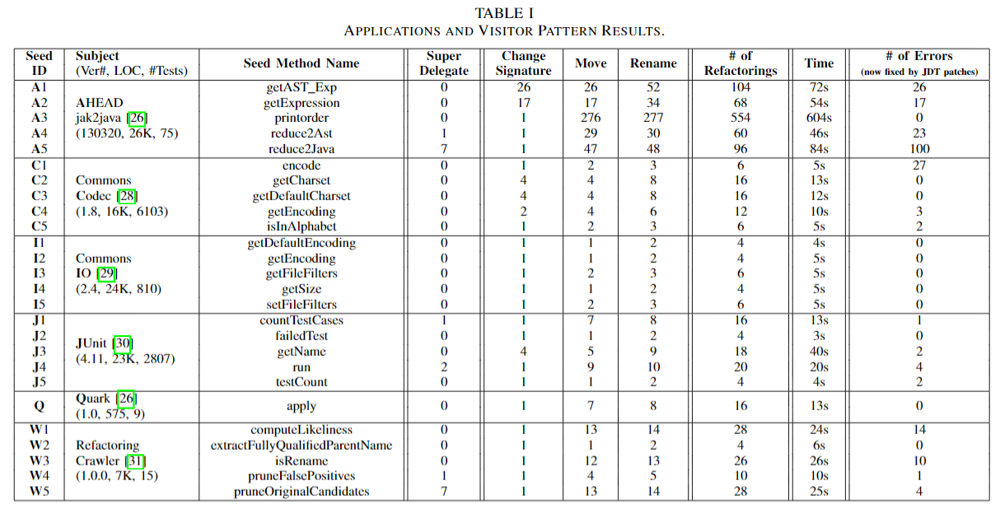 TABLE I
APPLICATIONS AND VISITOR PATTERN RESULTS.
Seed ID | Subject (Ver#, LOC, #Tests) | Seed Method Name | Super Delegate | Change Signature | Move | Rename | # of Refactorings | Time | # of Errors (now fixed by JDT patches)
A1 getAST_Exp 0 26 26 52 104 72s 26
A2 AHEAD getExpression 0 17 17 34 68 54s 17
A3 jak2java [26] printorder 0 1 276 277 554 604s 0
A4 (130320, 26K, 75) reduce2Ast 1 1 29 30 60 46s 23
A5 reduce2Java 7 1 47 48 96 84s 100
C1 encode 0 1 2 3 6 5s 27
C2 Commons getCharset 0 4 4 8 16 13s 0
C3 Codec [28] getDefaultCharset 0 4 4 8 16 12s 0
C4 (1.8, 16K, 6103) getEncoding 0 2 4 6 12 10s 3
C5 isInAlphabet 0 1 2 3 6 5s 2
I1 getDefaultEncoding 0 1 1 2 4 4s 0
I2 Commons getEncoding 0 1 1 2 4 5s 0
I3 IO [29] getFileFilters 0 1 2 3 6 5s 0
I4 (2.4, 24K, 810) getSize 0 1 1 2 4 5s 0
I5 setFileFilters 0 1 2 3 6 5s 0
J1 countTestCases 1 1 7 8 16 13s 1
J2 JUnit [30] failedTest 0 1 1 2 4 3s 0
J3 (4.11, 23K, 2807) getName 0 4 5 9 18 40s 2
J4 run 2 1 9 10 20 20s 4
J5 testCount 0 1 1 2 4 4s 2
Q Quark [26] (1.0, 575, 9) apply 0 1 7 8 16 13s 0
W1 computeLikeliness 0 1 13 14 28 24s 14
W2 Refactoring extractFullyQualifiedParentName 0 1 1 2 4 6s 0
W3 Crawler [31] isRename 0 1 12 13 26 26s 10
W4 (1.0.0, 7K, 15) pruneFalsePositives 1 1 4 5 10 10s 1
W5 pruneOriginalCandidates 7 1 13 14 28 25s 4